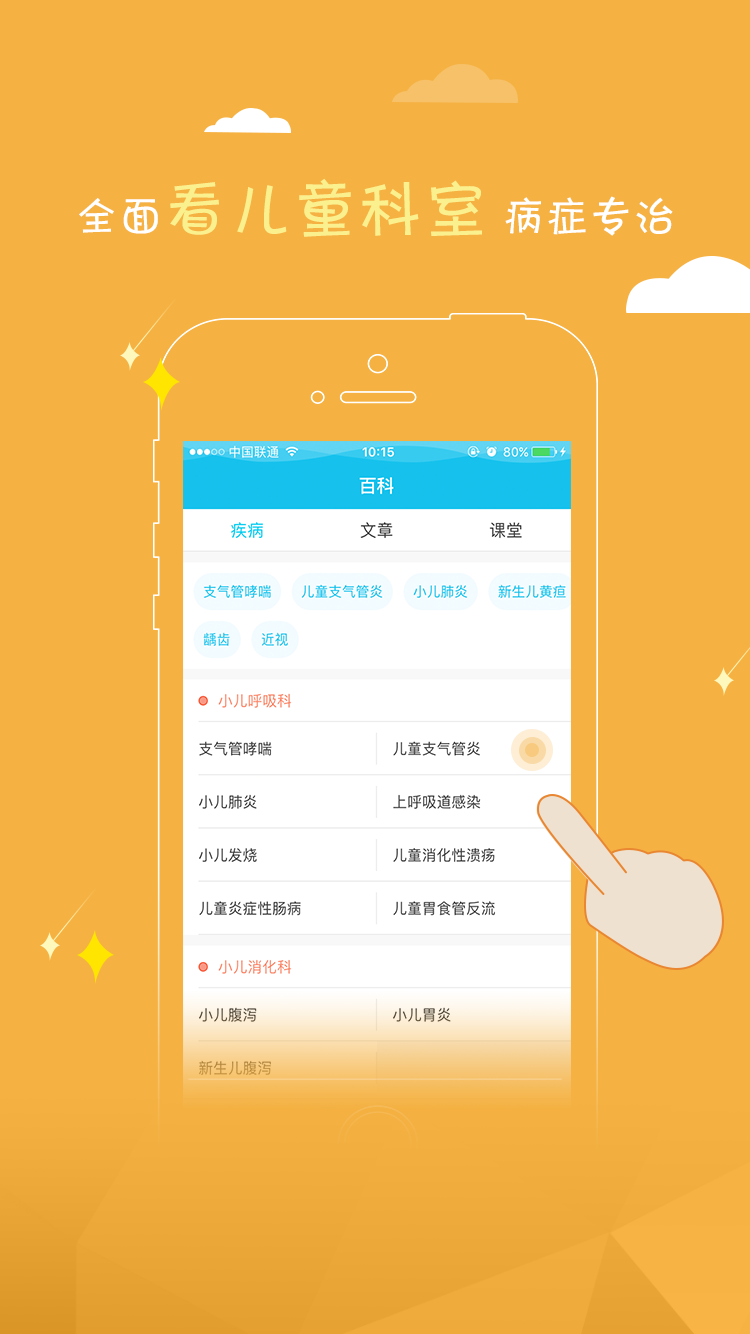 全面看儿童科室 病症专治
中国联通 10:15 80%
百科
疾病 文章 课堂
支气管哮喘 儿童支气管炎 小儿肺炎 新生儿黄疸
龋齿 近视
小儿呼吸科
支气管哮喘 儿童支气管炎
小儿肺炎 上呼吸道感染
小儿发烧 儿童消化性溃疡
儿童炎症性肠病 儿童胃食管反流
小儿消化科
小儿腹泻 小儿胃炎
新生儿腹泻